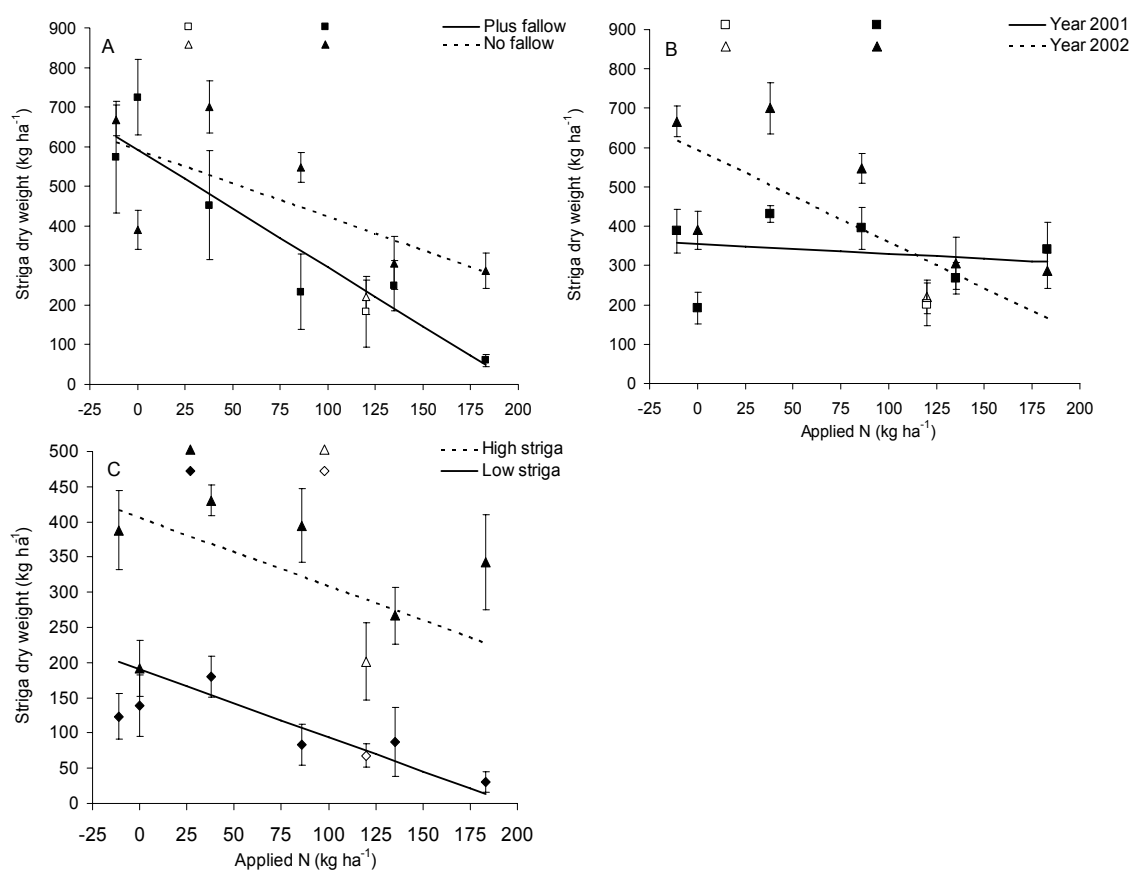 A
Plus fallow
No fallow
900
800
700
600
500
400
300
200
100
0
Striga dry weight (kg ha-1)
-25 0 25 50 75 100 125 150 175 200
B
Year 2001
Year 2002
900
800
700
600
500
400
300
200
100
0
Striga dry weight (kg ha-1)
-25 0 25 50 75 100 125 150 175 200
Applied N (kg ha-1)
C
High striga
Low striga
500
450
400
350
300
250
200
150
100
50
0
Striga dry weight (kg ha-1)
-25 0 25 50 75 100 125 150 175 200
Applied N (kg ha-1)